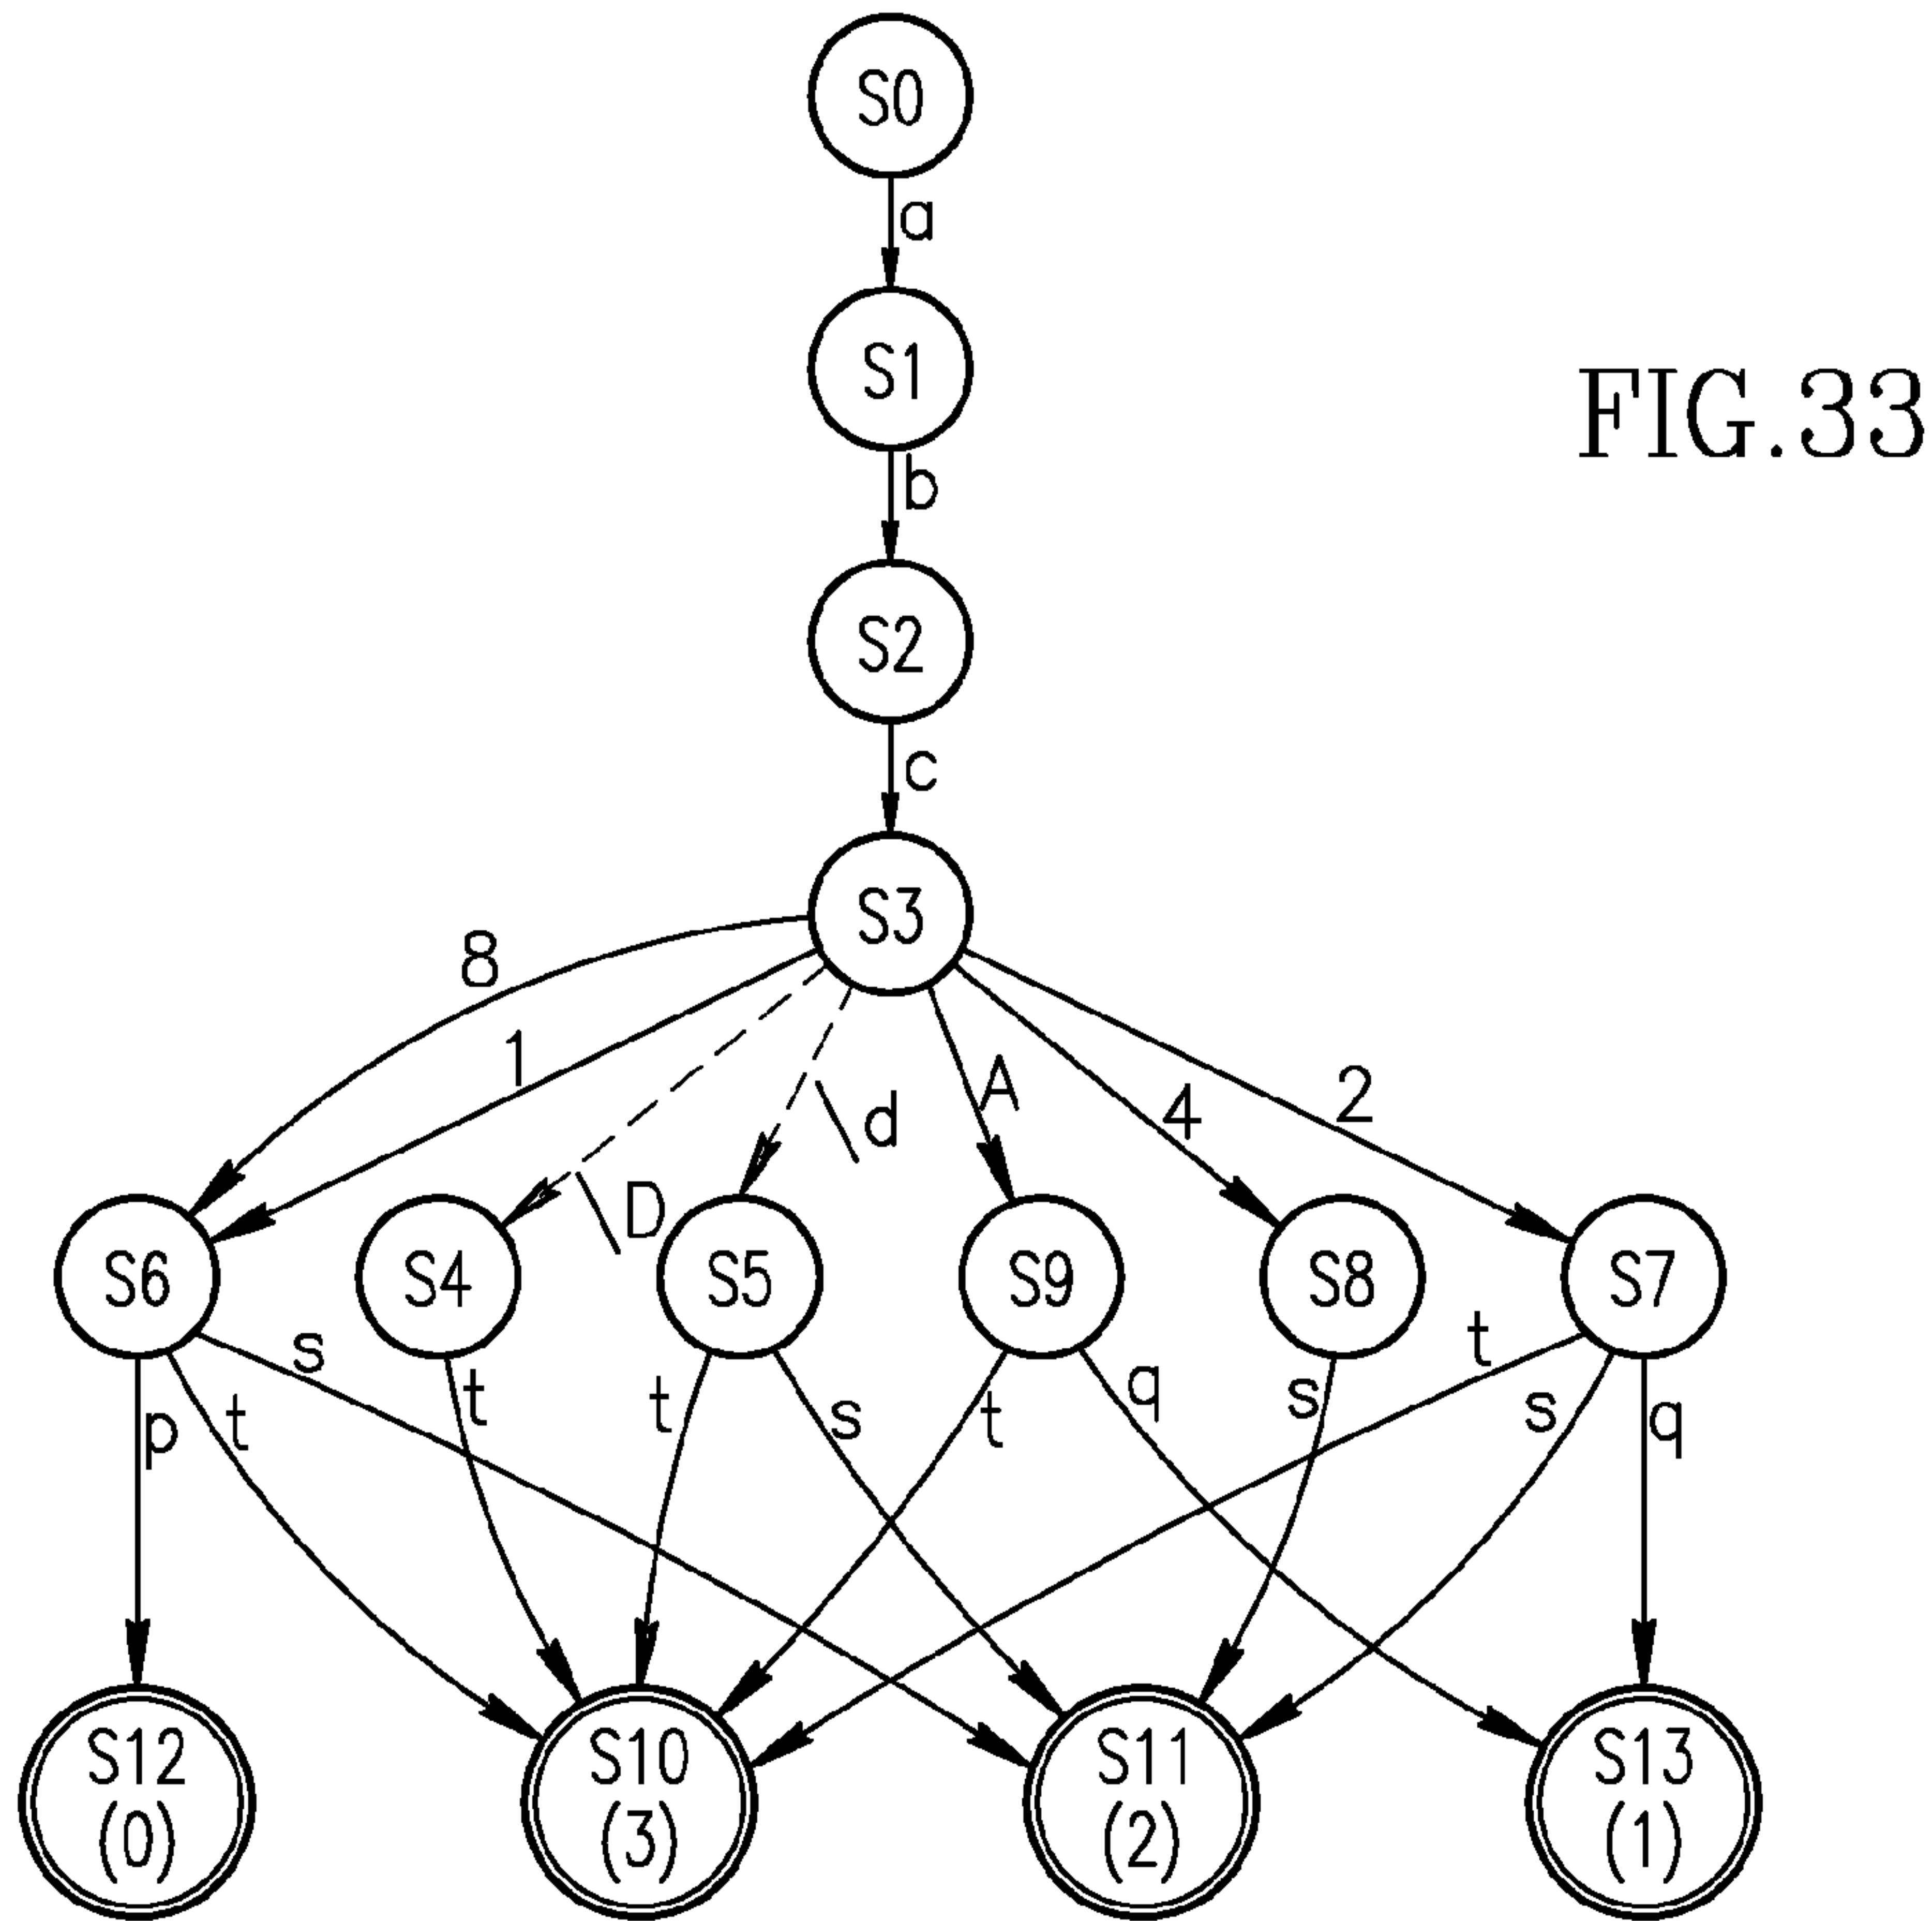 S0
a
S1
FIG.33
b
S2
c
S3
8
1
\D
\d
A
4
2
S6
S4
S5
S9
S8
S7
p
t
s
t
t
s
t
q
s
t
s
q
S12
(0)
S10
(3)
S11
(2)
S13
(1)